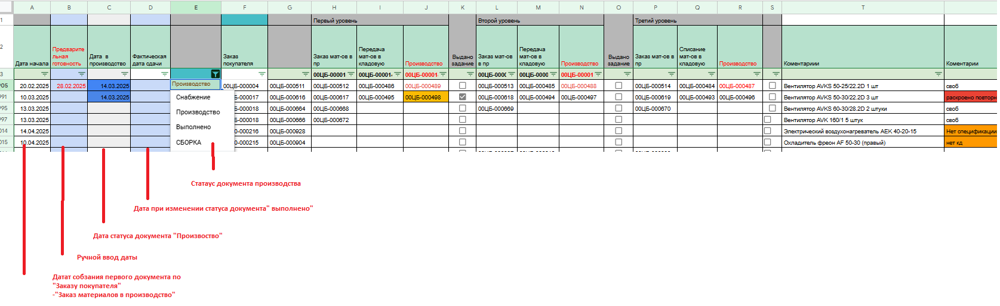 A B C D E F G H I J K L M N O P Q R S T
1 Первый уровень Второй уровень Третий уровень
2 Дата начала Предварите льная готовность Дата в производство Фактическая дата сдачи Заказ покупателя Заказ мат-ов в пр Передача мат-ов в кладовую Производство Выдано задание Заказ мат-ов в пр Передача мат-ов в кладовую Производство Выдано задание Заказ мат-ов в пр Списание мат-ов в кладовую Производство Коментариии Коментарии
3 00ЦБ-00001 00ЦБ-00001 00ЦБ-00001 00ЦБ-000 00ЦБ-0000 00ЦБ-00001
905 20.02.2025 28.02.2025 14.03.2025 Производство 00ЦБ-000004 00ЦБ-000511 00ЦБ-000512 00ЦБ-000486 00ЦБ-000489 00ЦБ-000513 00ЦБ-000485 00ЦБ-000488 00ЦБ-000514 00ЦБ-000484 00ЦБ-000487 Вентилятор AVKS 50-25/22.2D 1 шт своб
991 10.03.2025 14.03.2025 Б-000017 00ЦБ-000616 00ЦБ-000617 00ЦБ-000495 00ЦБ-000498 00ЦБ-000618 00ЦБ-000494 00ЦБ-000497 00ЦБ-000619 00ЦБ-000493 00ЦБ-000496 Вентилятор AVKS 50-30/22.2D 3 шт раскроено повторн
995 13.03.2025 Б-000018 00ЦБ-000664 00ЦБ-000668 00ЦБ-000669 00ЦБ-000670 Вентилятор AVKS 60-30/28.2D 2 штуки своб
997 13.03.2025 Б-000018 00ЦБ-000666 00ЦБ-000672 Вентилятор AVK 160/1 5 штук своб
014 14.04.2025 0-000216 00ЦБ-000928 Электрический воздухонагреватель AEK 40-20-15 Нет спецификации
015 10.04.2025 0-000215 00ЦБ-000904 Охладитель фреон AF 50-30 (правый) нет кд
Снабжение
Производство
Выполнено
СБОРКА
Статаус документа производства
Дата при изменении статуса документа" выполнено"
Дата статуса документа "Произвоство"
Ручной ввод даты
Датат собзания первого документа по
"Заказу покупателя"
-"Заказ материалов в производство"